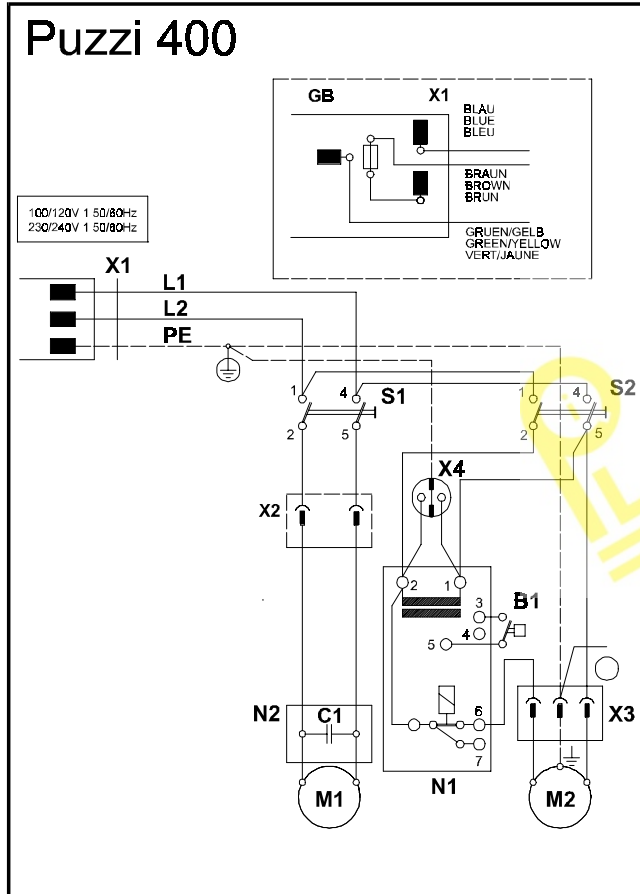 Puzzi 400
GB X1
BLAU
BLUE
BLEU
BRAUN
BROWN
BRUN
GRUEN/GELB
GREEN/YELLOW
VERT/JAUNE
100/120V 1 50/60Hz
230/240V 1 50/60Hz
X1
L1
L2
PE
1 4 S1 1 4 S2
2 5 2 5
X4
X2
2 1
3 B1
4
5
N2 C1 6 X3
7
N1
M1 M2